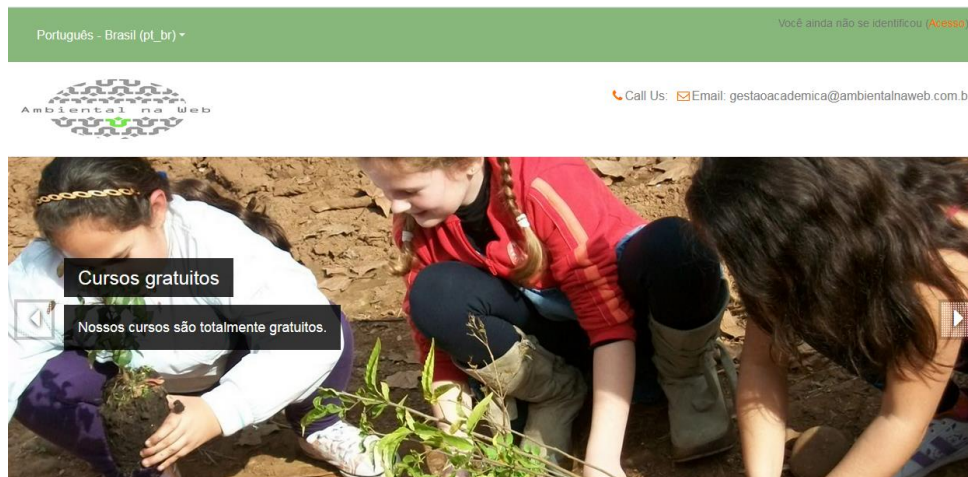 Você ainda não se identificou (Acesso)
Português - Brasil (pt_br)
Ambiental na Web
Call Us: Email: gestaoacademica@ambientalnaweb.com.b
Cursos gratuitos
Nossos cursos são totalmente gratuitos.